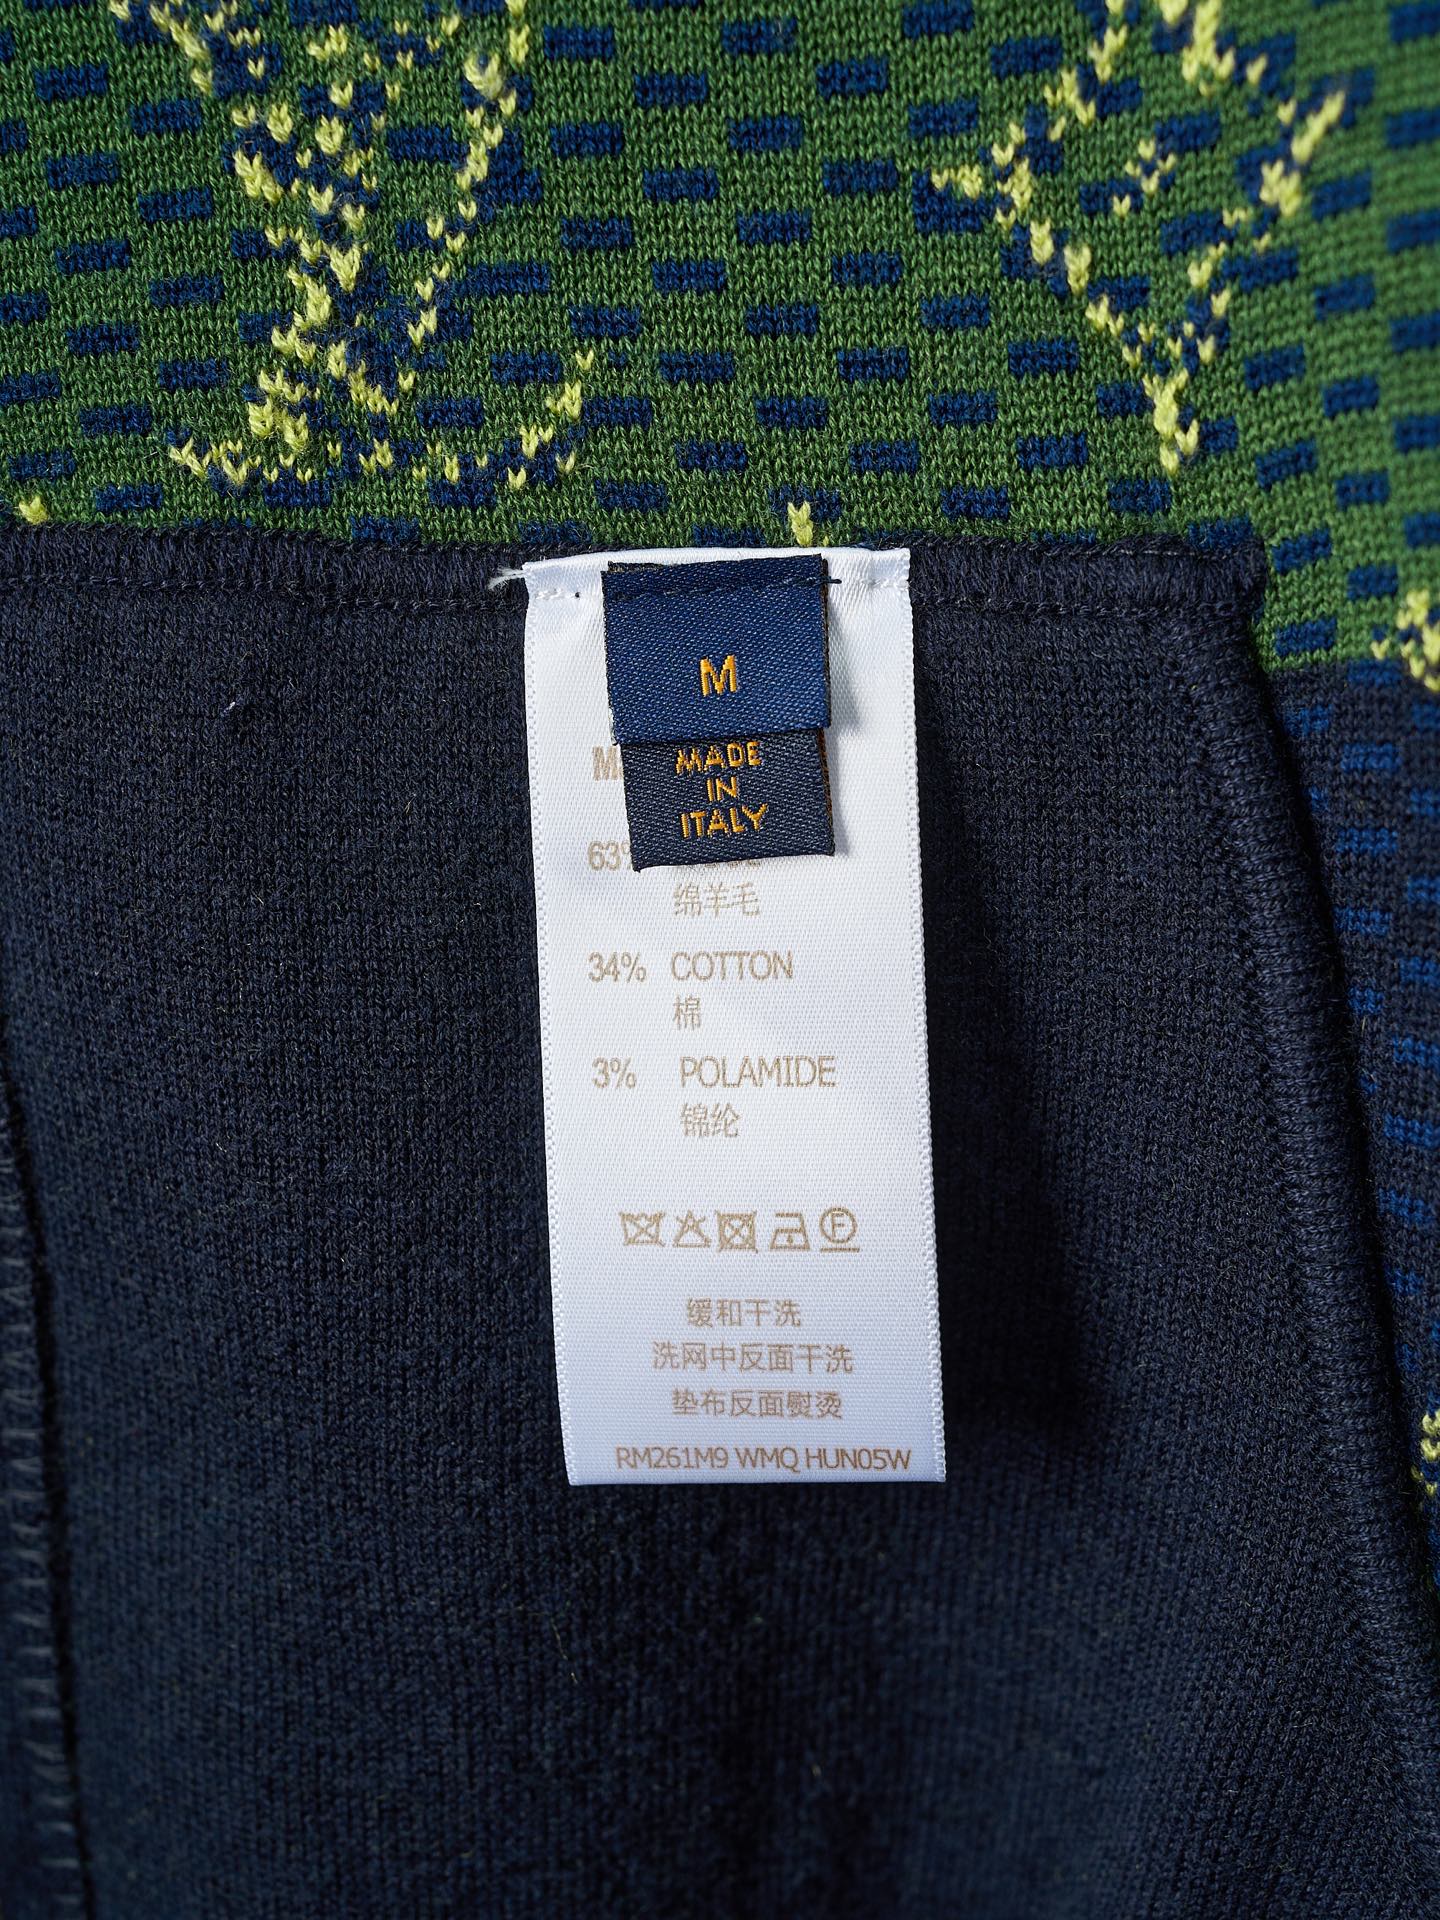 M
MADE
IN
ITALY
63%
绵羊毛
34% COTTON
棉
3% POLAMIDE
锦纶
F
缓和干洗
洗网中反面干洗
垫布反面熨烫
RM261M9 WMQ HUN05W